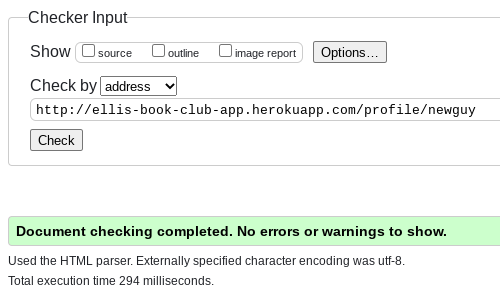 Checker Input
Show source outline image report Options...
Check by address
http://ellis-book-club-app.herokuapp.com/profile/newguy
Check
Document checking completed. No errors or warnings to show.
Used the HTML parser. Externally specified character encoding was utf-8.
Total execution time 294 milliseconds.